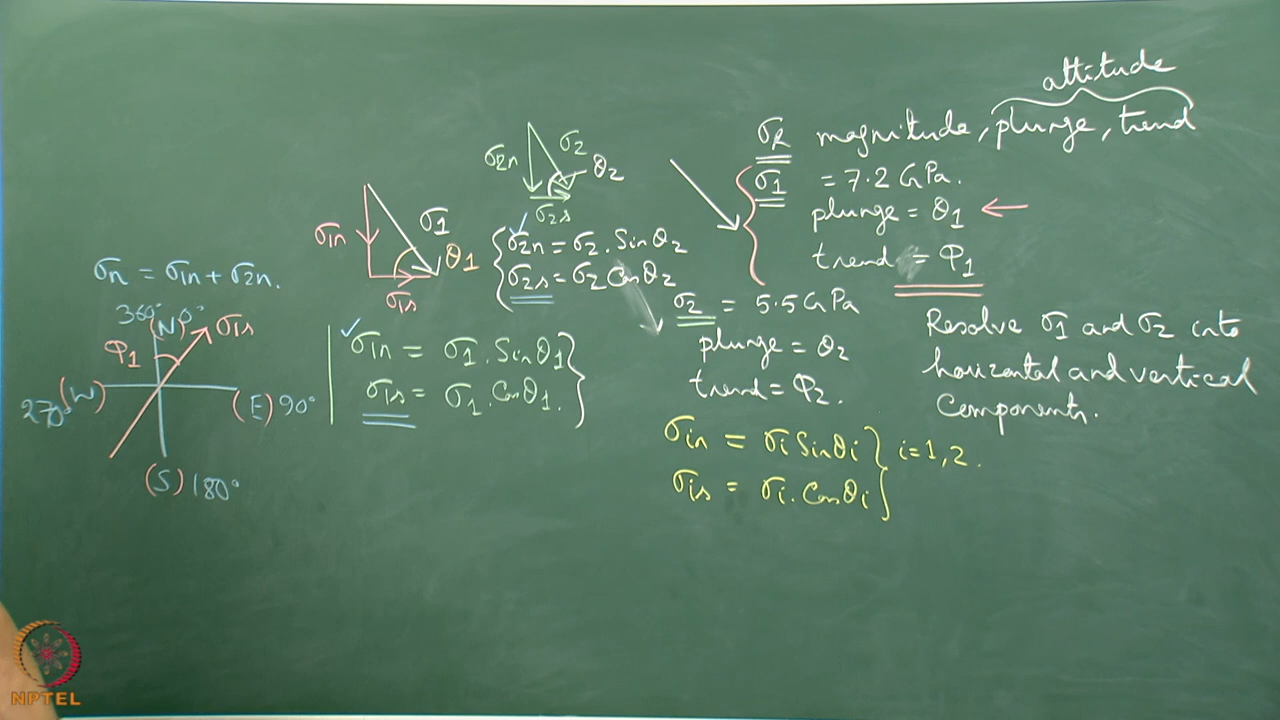 attitude
σR magnitude, plunge, trend
σ1 = 7.2 GPa.
plunge = θ1 ←
trend = φ1
σ2 = 5.5 GPa
plunge = θ2
trend = φ2.
Resolve σ1 and σ2 into
horizontal and vertical
components.
σin = σi Sinθi } i=1,2.
σis = σi. Cosθi
σ2n σ2 θ2
σ2s
σ2n = σ2. Sinθ2
σ2s = σ2 Cosθ2
σ1n σ1 θ1
σ1s
σ1n = σ1. Sinθ1
σ1s = σ1. Cosθ1.
σn = σ1n + σ2n.
360° (N) 0° σ1s
φ1
270° (W) (E) 90°
(S) 180°
NPTEL